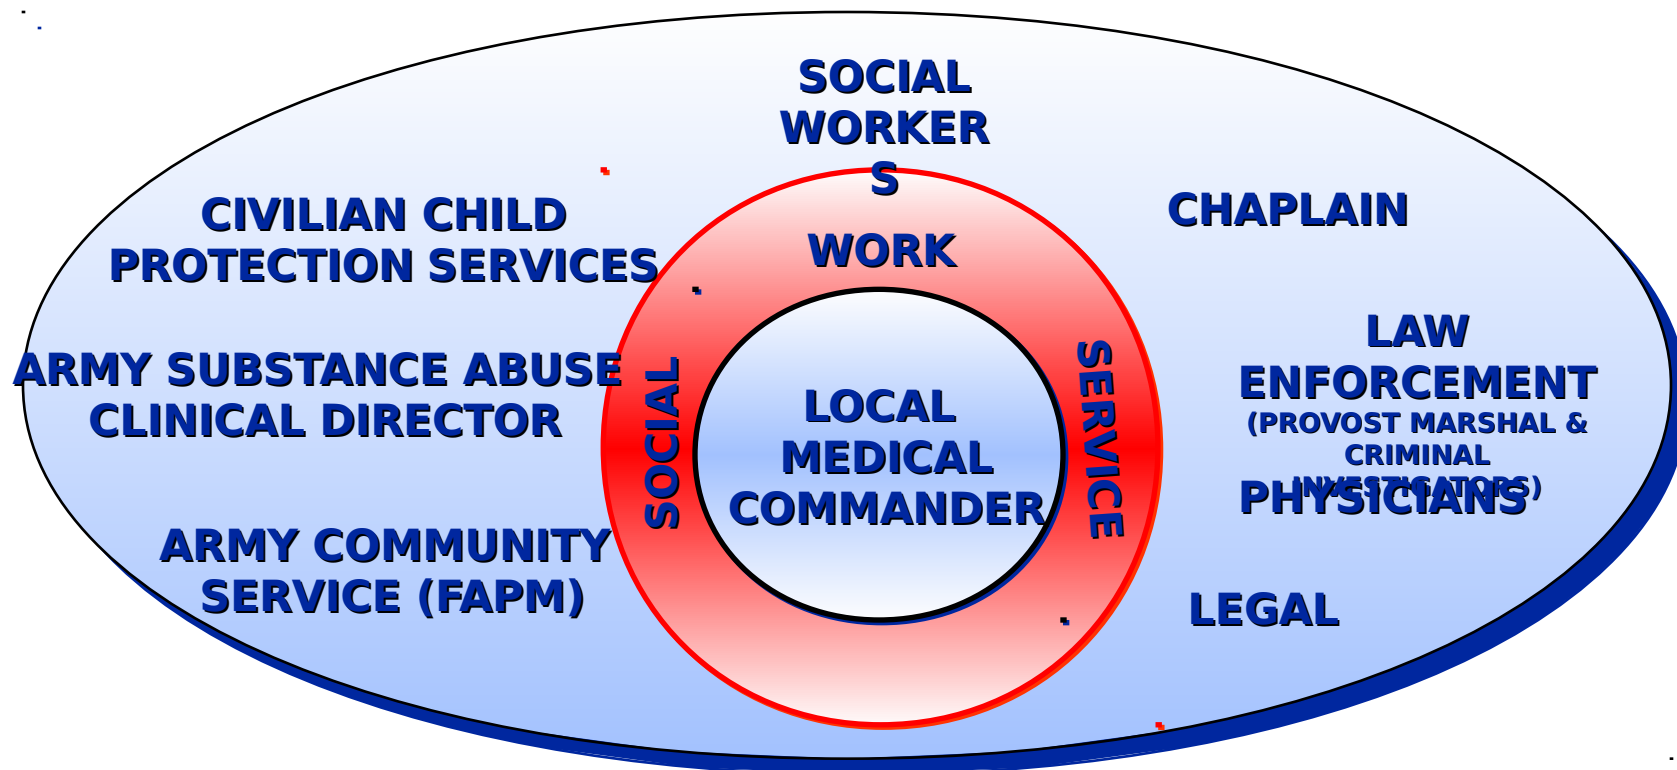 SOCIAL
WORKER
S
CIVILIAN CHILD
PROTECTION SERVICES
CHAPLAIN
WORK
ARMY SUBSTANCE ABUSE
CLINICAL DIRECTOR
SOCIAL
LOCAL
MEDICAL
COMMANDER
SERVICE
LAW
ENFORCEMENT
(PROVOST MARSHAL &
CRIMINAL
INVESTIGATORS)
PHYSICIANS
ARMY COMMUNITY
SERVICE (FAPM)
LEGAL